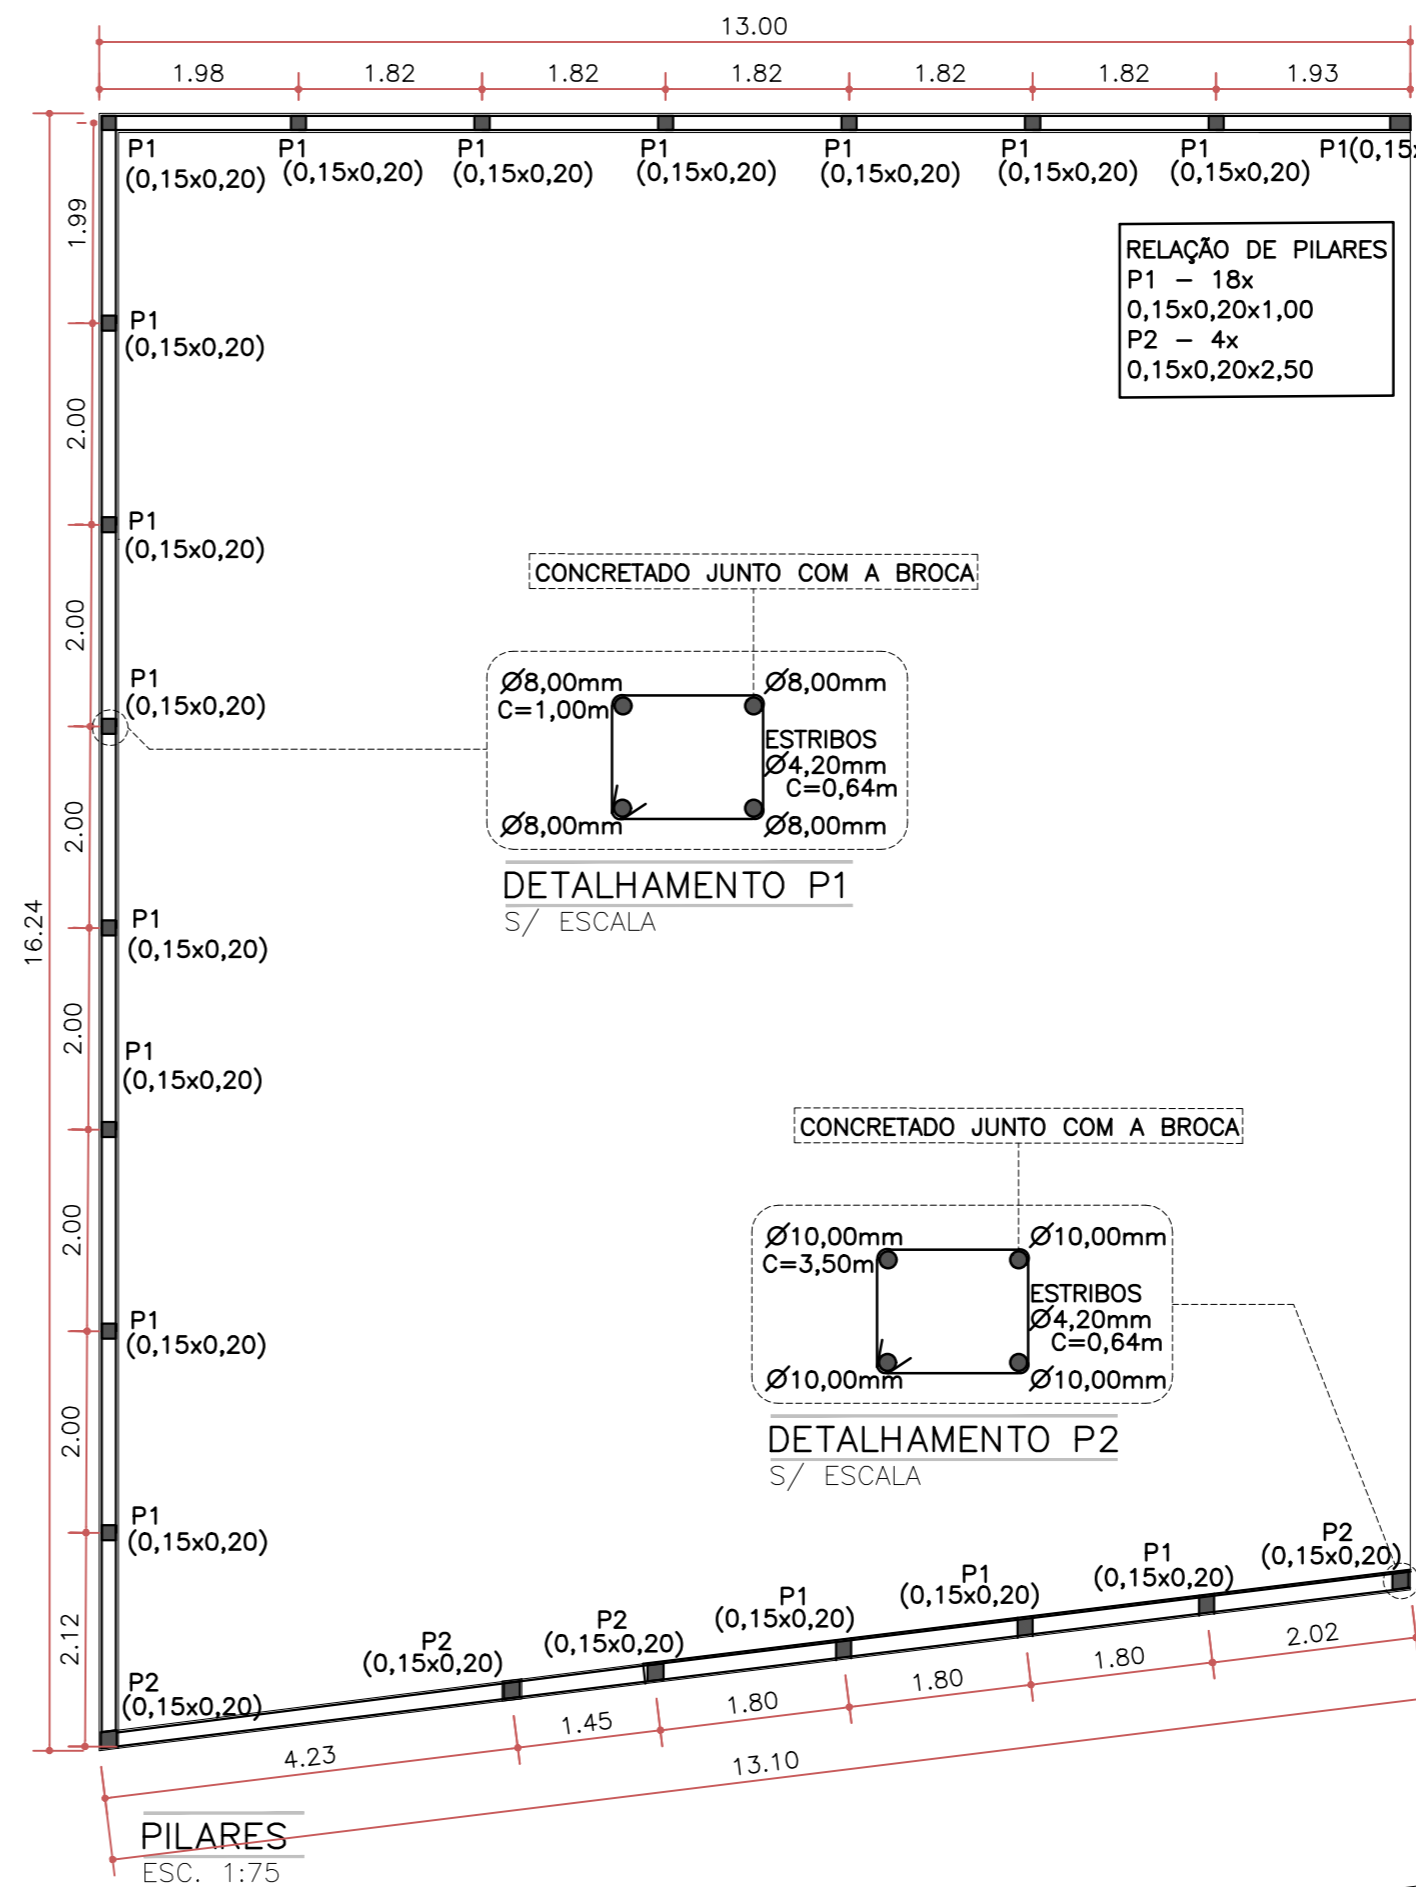 13.00
1.98 1.82 1.82 1.82 1.82 1.82 1.93
P1 P1 P1 P1 P1 P1 P1 P1(0,15x
(0,15x0,20) (0,15x0,20) (0,15x0,20) (0,15x0,20) (0,15x0,20) (0,15x0,20) (0,15x0,20)
1.99
RELAÇÃO DE PILARES
P1 – 18x
0,15x0,20x1,00
P2 – 4x
0,15x0,20x2,50
P1
(0,15x0,20)
2.00
P1
(0,15x0,20)
CONCRETADO JUNTO COM A BROCA
2.00
P1
(0,15x0,20)
Ø8,00mm Ø8,00mm
C=1,00m
ESTRIBOS
Ø4,20mm
C=0,64m
Ø8,00mm Ø8,00mm
DETALHAMENTO P1
S/ ESCALA
2.00
16.24
P1
(0,15x0,20)
2.00
P1
(0,15x0,20)
CONCRETADO JUNTO COM A BROCA
2.00
Ø10,00mm Ø10,00mm
C=3,50m
ESTRIBOS
Ø4,20mm
C=0,64m
Ø10,00mm Ø10,00mm
DETALHAMENTO P2
S/ ESCALA
P1
(0,15x0,20)
2.00
P1
(0,15x0,20)
2.12
P2
(0,15x0,20)
P2
(0,15x0,20)
P2
(0,15x0,20)
P1
(0,15x0,20)
P1
(0,15x0,20)
P1
(0,15x0,20)
P2
(0,15x0,20)
4.23 1.45 1.80 1.80 1.80 2.02
13.10
PILARES
ESC. 1:75